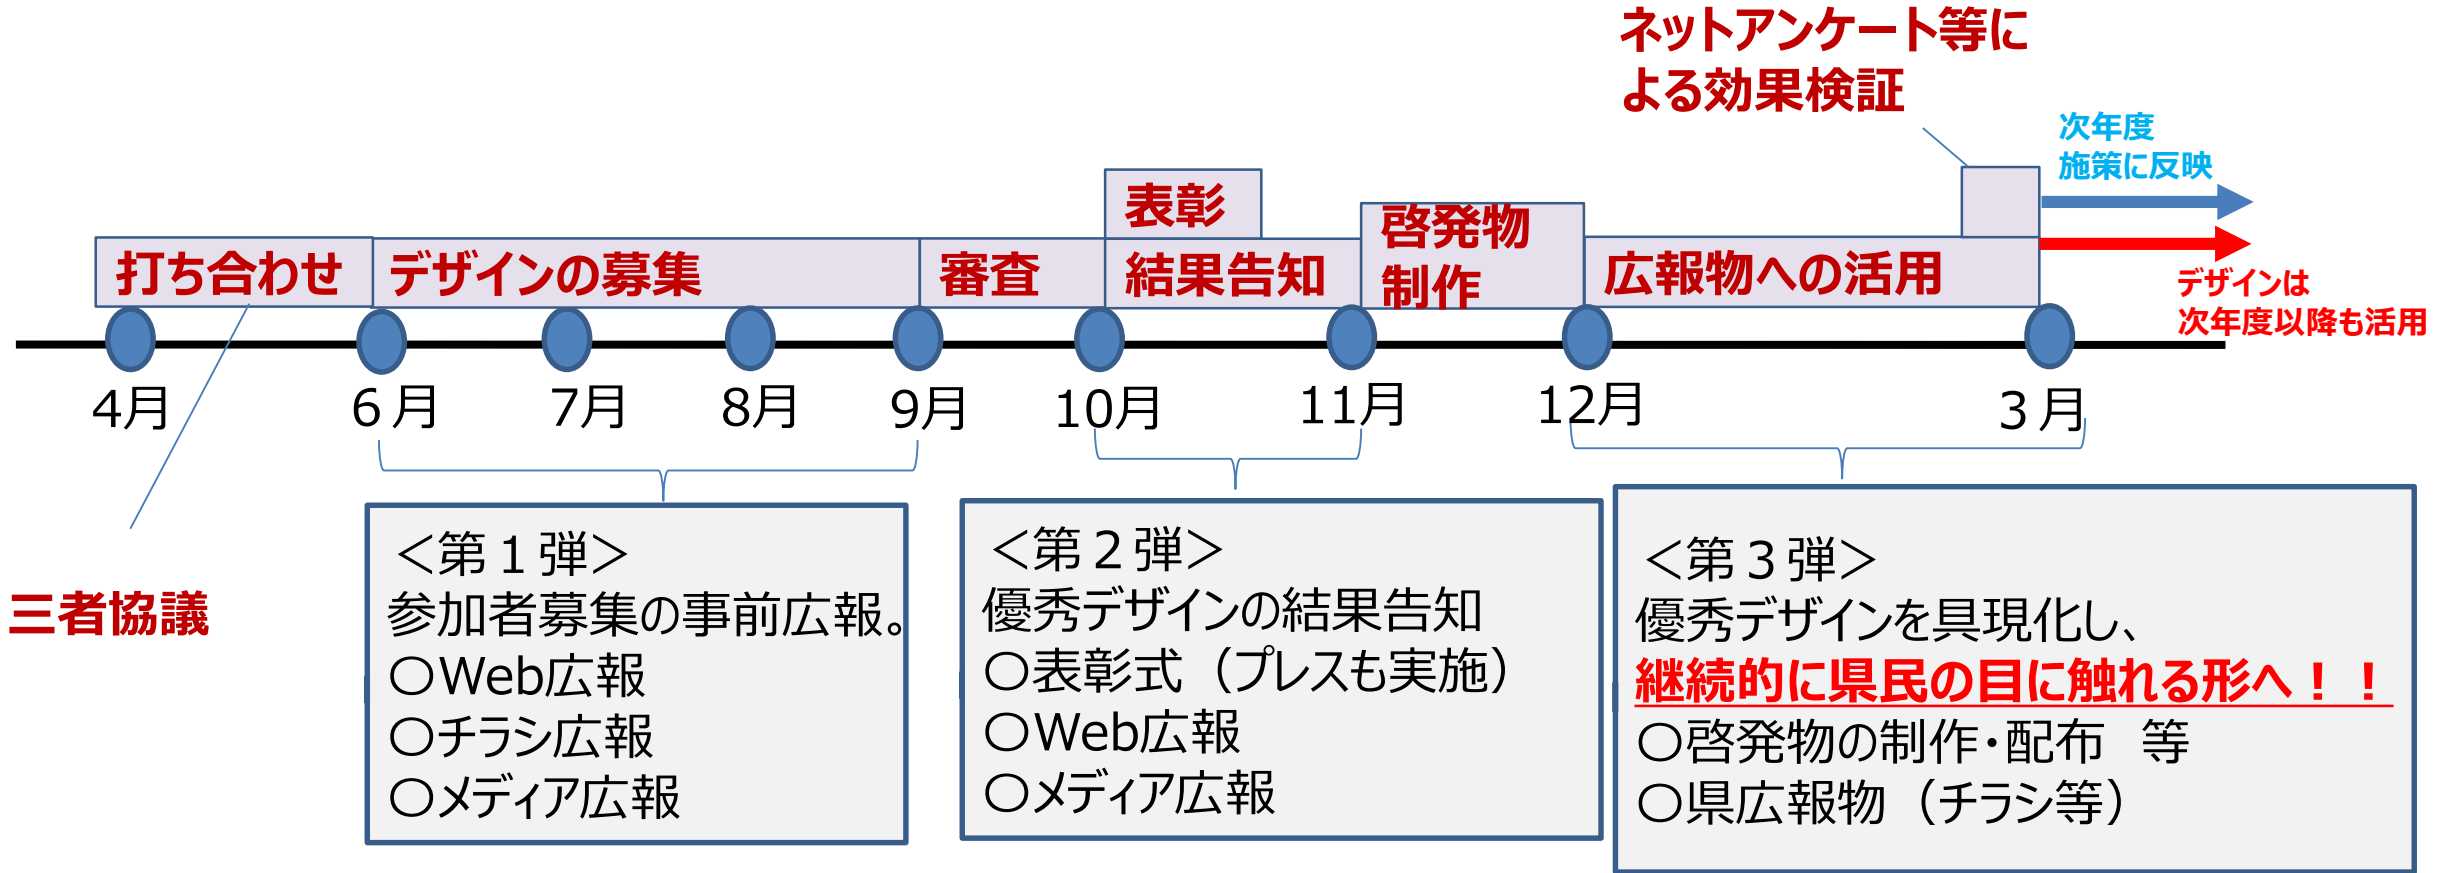 ネットアンケート等に
よる効果検証
次年度
施策に反映
表彰
啓発物
制作
打ち合わせ
デザインの募集
審査
結果告知
広報物への活用
デザインは
次年度以降も活用
4月
６月
7月
8月
9月
10月
11月
12月
３月
三者協議
＜第１弾＞
参加者募集の事前広報。
〇Web広報
〇チラシ広報
〇メディア広報
＜第２弾＞
優秀デザインの結果告知
〇表彰式（プレスも実施）
〇Web広報
〇メディア広報
＜第３弾＞
優秀デザインを具現化し、
継続的に県民の目に触れる形へ！！
〇啓発物の制作・配布　等
〇県広報物（チラシ等）